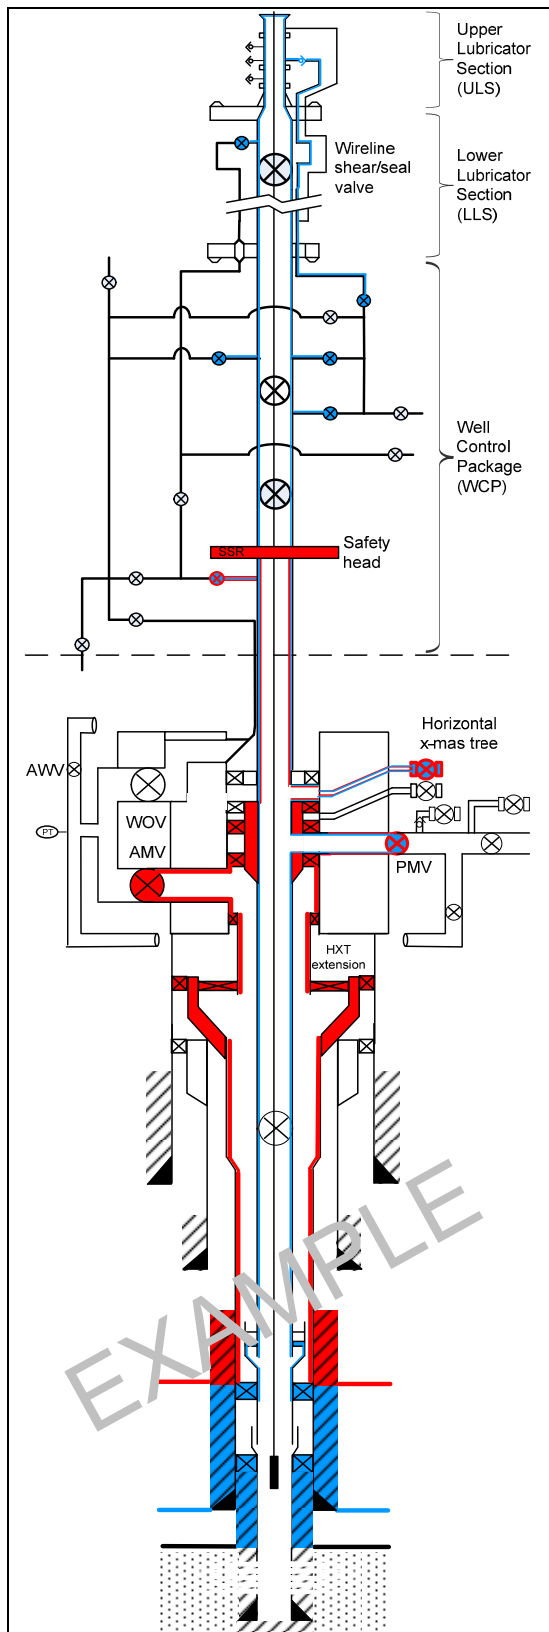 Upper
Lubricator
Section
(ULS)
Wireline
shear/seal
valve
Lower
Lubricator
Section
(LLS)
Well
Control
Package
(WCP)
SSR
Safety
head
Horizontal
x-mas tree
AWV
WOV
PT
AMV
PMV
HXT
extension
EXAMPLE